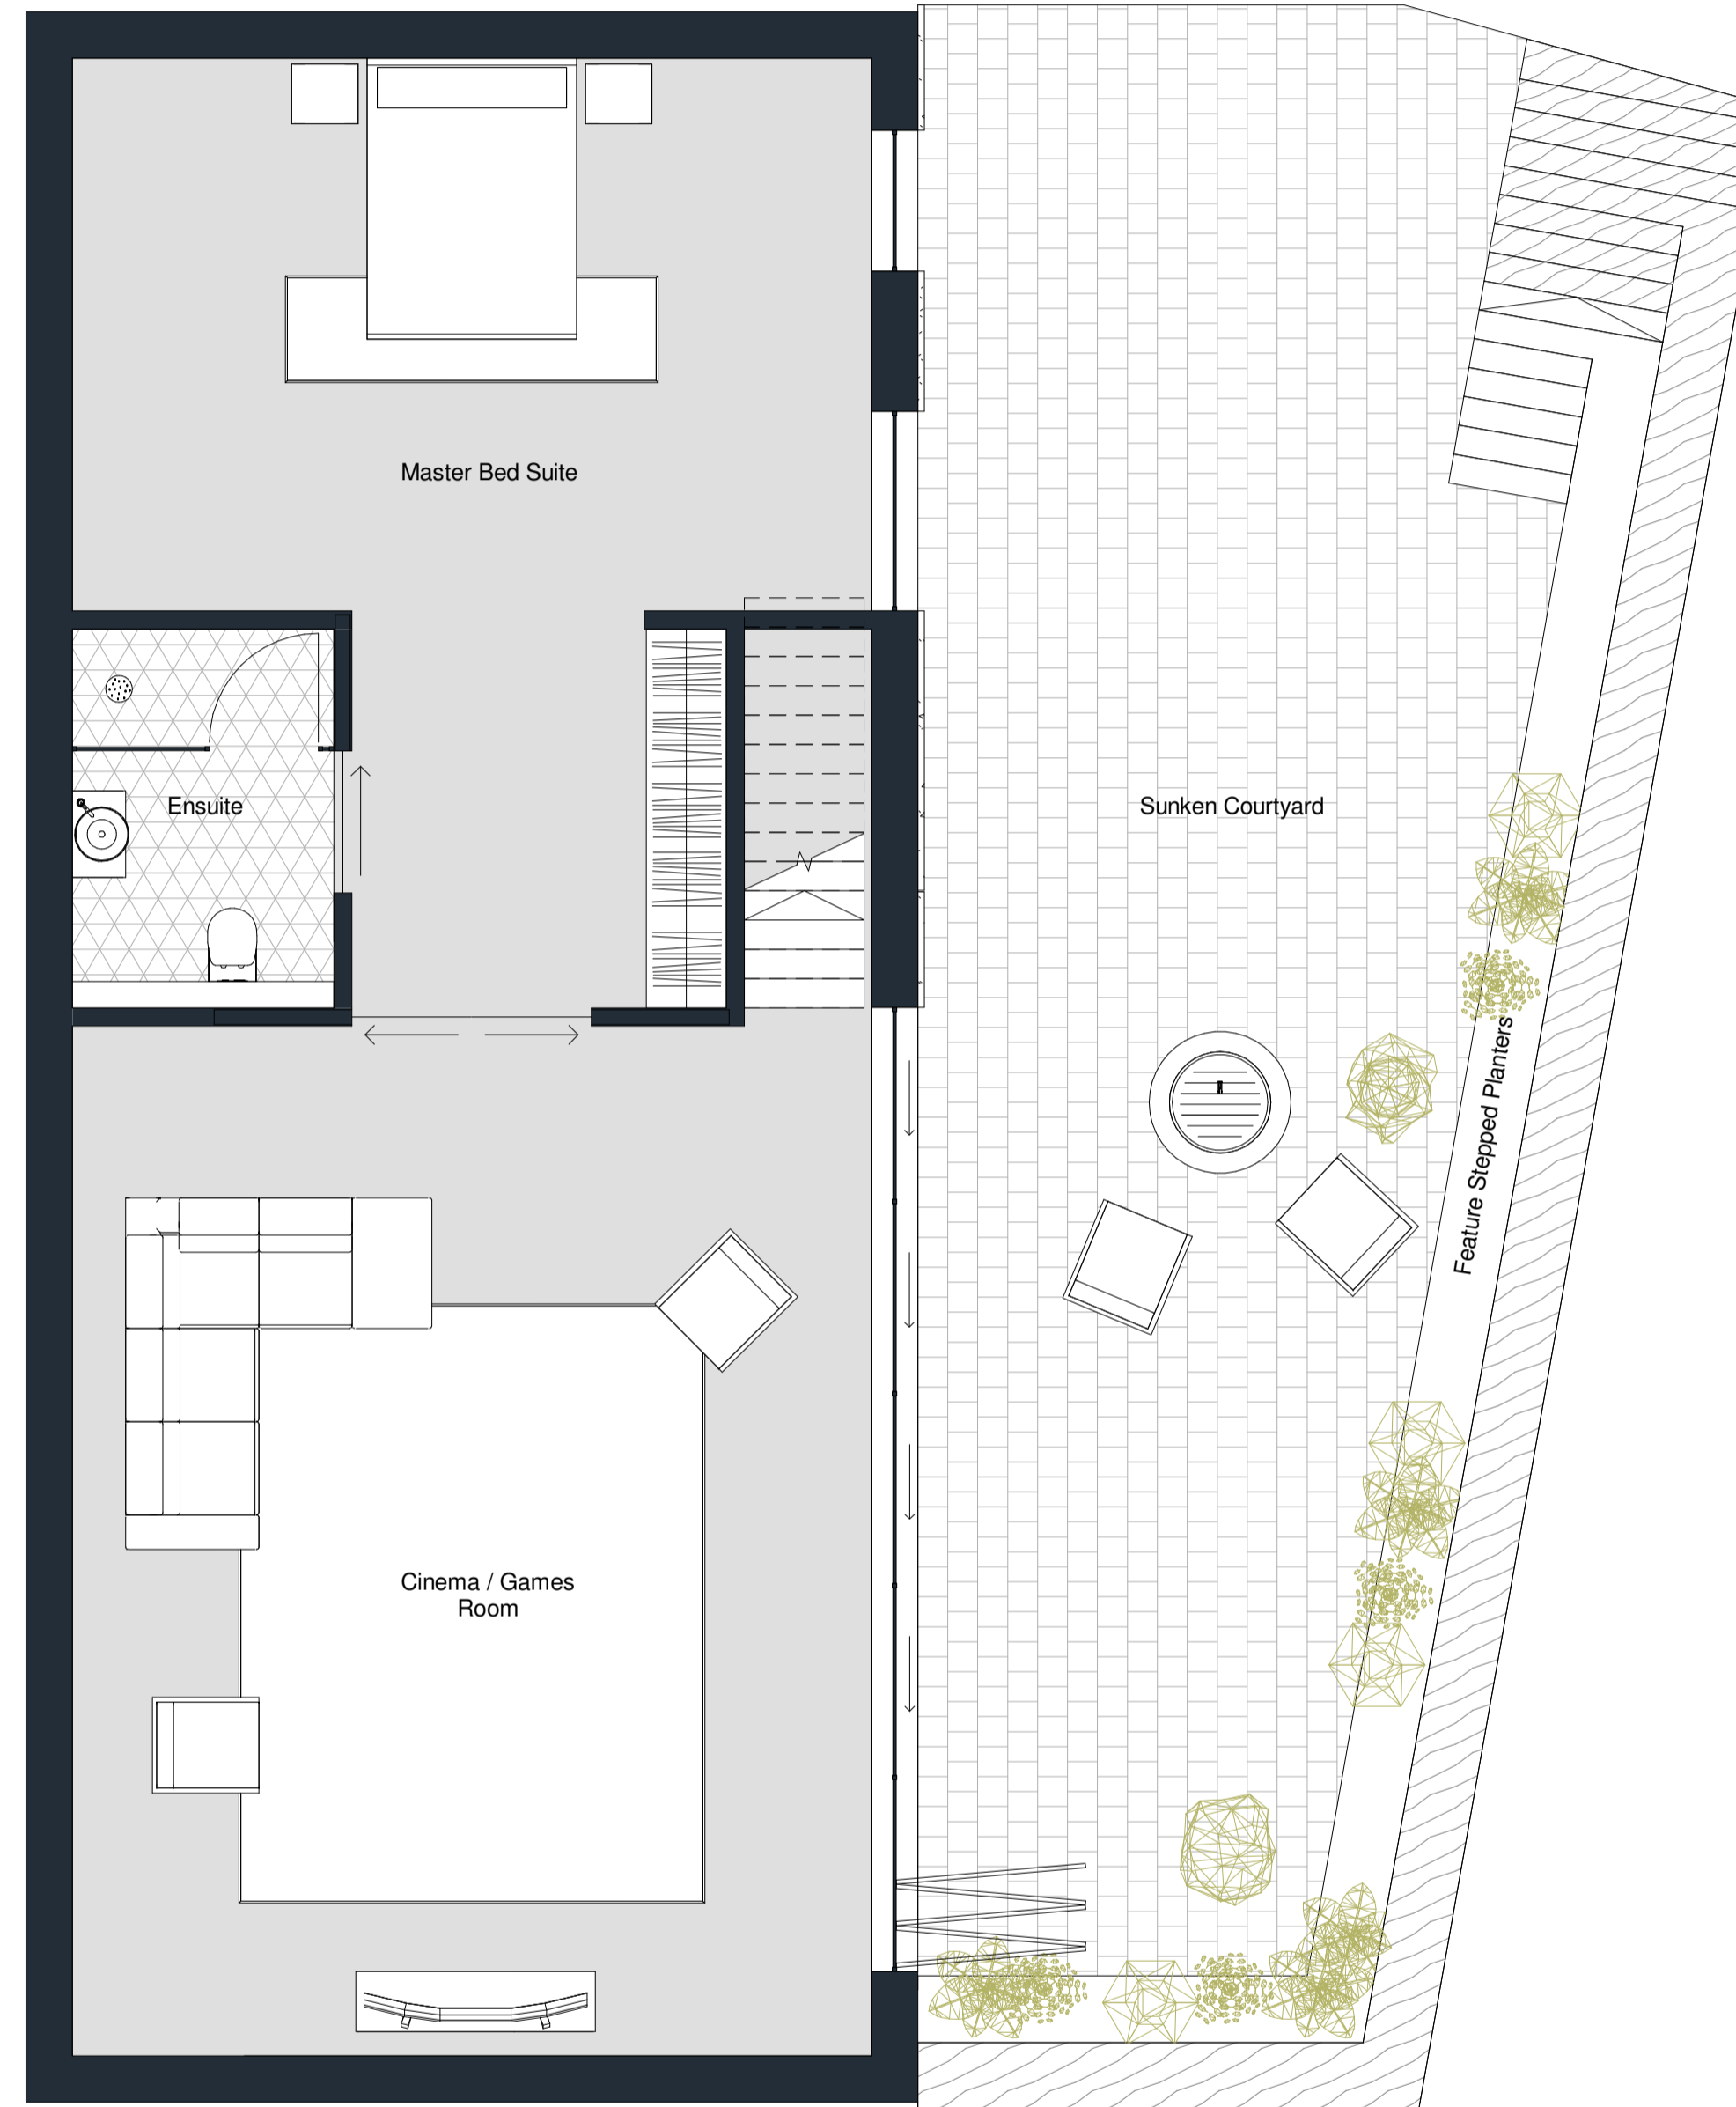 Master Bed Suite
Ensuite
Sunken Courtyard
Feature Stepped Planters
Cinema / Games
Room